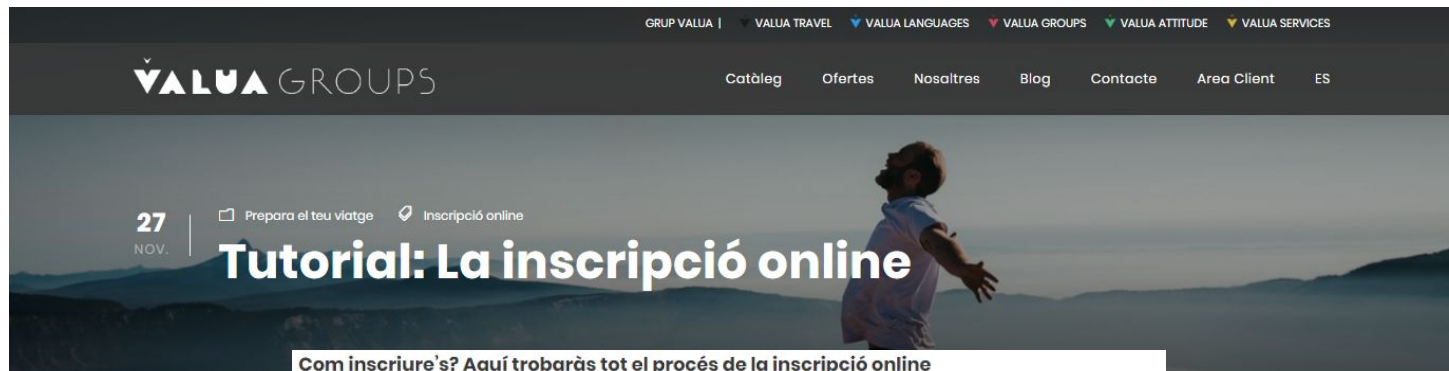 GRUP VALUA | VALUA TRAVEL VALUA LANGUAGES VALUA GROUPS VALUA ATTITUDE VALUA SERVICES
VALUA GROUPS Catàleg Ofertes Nosaltres Blog Contacte Area Client ES
27 Prepara el teu viatge Inscripció online
NOV. Tutorial: La inscripció online
Com inscriure's? Aquí trobaràs tot el procés de la inscripció online